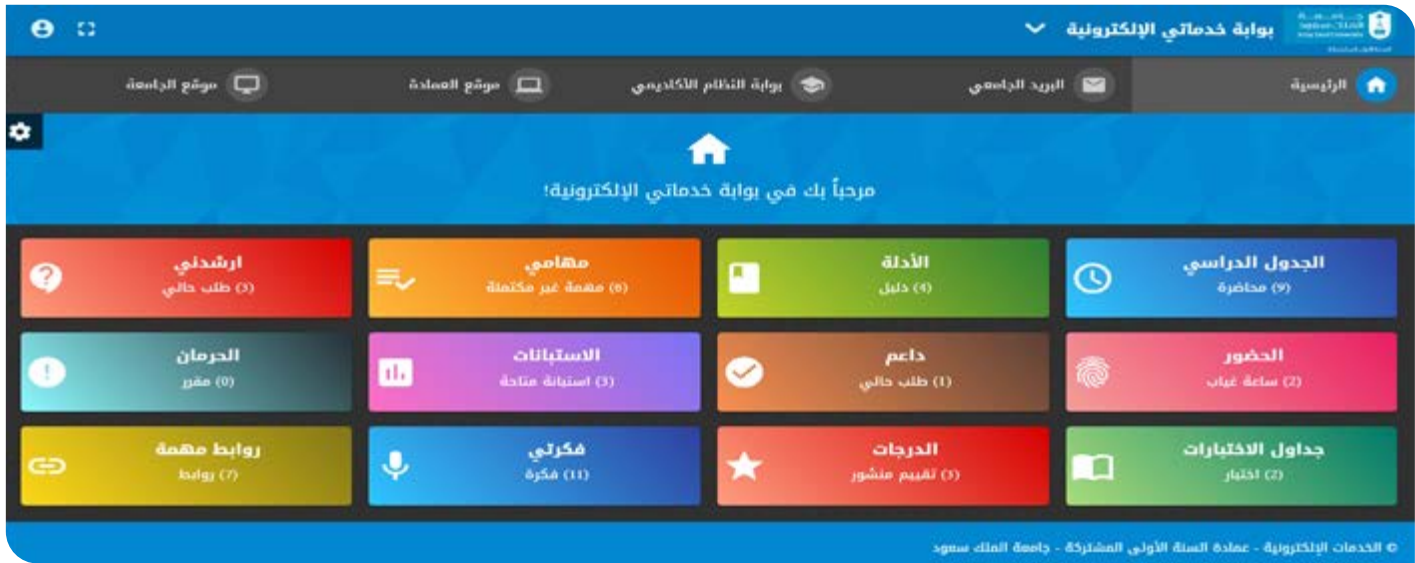 بوابة خدماتي الإلكترونية
الرئيسية
البريد الجامعي
بوابة النظام الأكاديمي
موقع العمادة
موقع الجامعة
مرحباً بك في بوابة خدماتي الإلكترونية!
الجدول الدراسي
(9) محاضرة
الأدلة
(4) دليل
مهامي
(6) مهمة غير مكتملة
ارشدني
(3) طلب حالي
الحضور
(2) ساعة غياب
داعم
(1) طلب حالي
الاستبانات
(3) استبانة متاحة
الحرمان
(0) مقرر
جداول الاختبارات
(2) اختبار
الدرجات
(3) تقييم منشور
فكرتي
(11) فكرة
روابط مهمة
(7) روابط
© الخدمات الإلكترونية - عمادة السنة الأولى المشتركة - جامعة الملك سعود